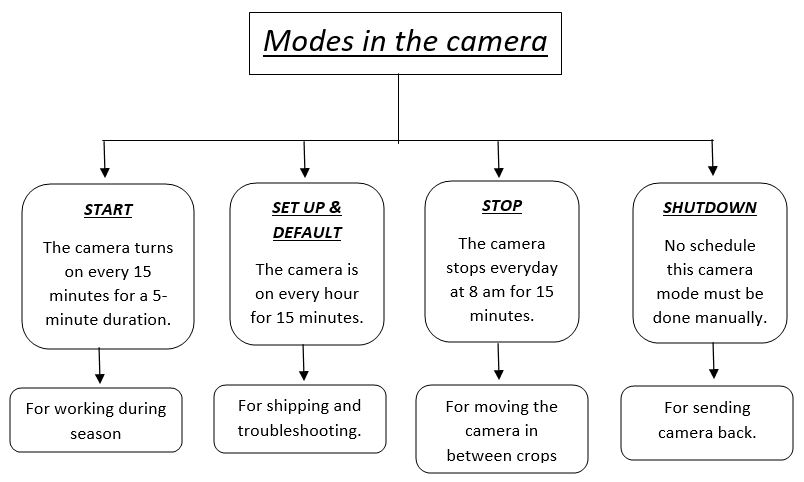 Modes in the camera
START
The camera turns
on every 15
minutes for a 5-
minute duration.
SET UP &
DEFAULT
The camera is
on every hour
for 15 minutes.
STOP
The camera
stops everyday
at 8 am for 15
minutes.
SHUTDOWN
No schedule
this camera
mode must be
done manually.
For working during
season
For shipping and
troubleshooting.
For moving the
camera in
between crops
For sending
camera back.